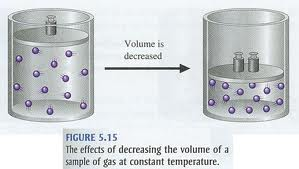 Volume is
decreased
FIGURE 5.15
The effects of decreasing the volume of a
sample of gas at constant temperature.